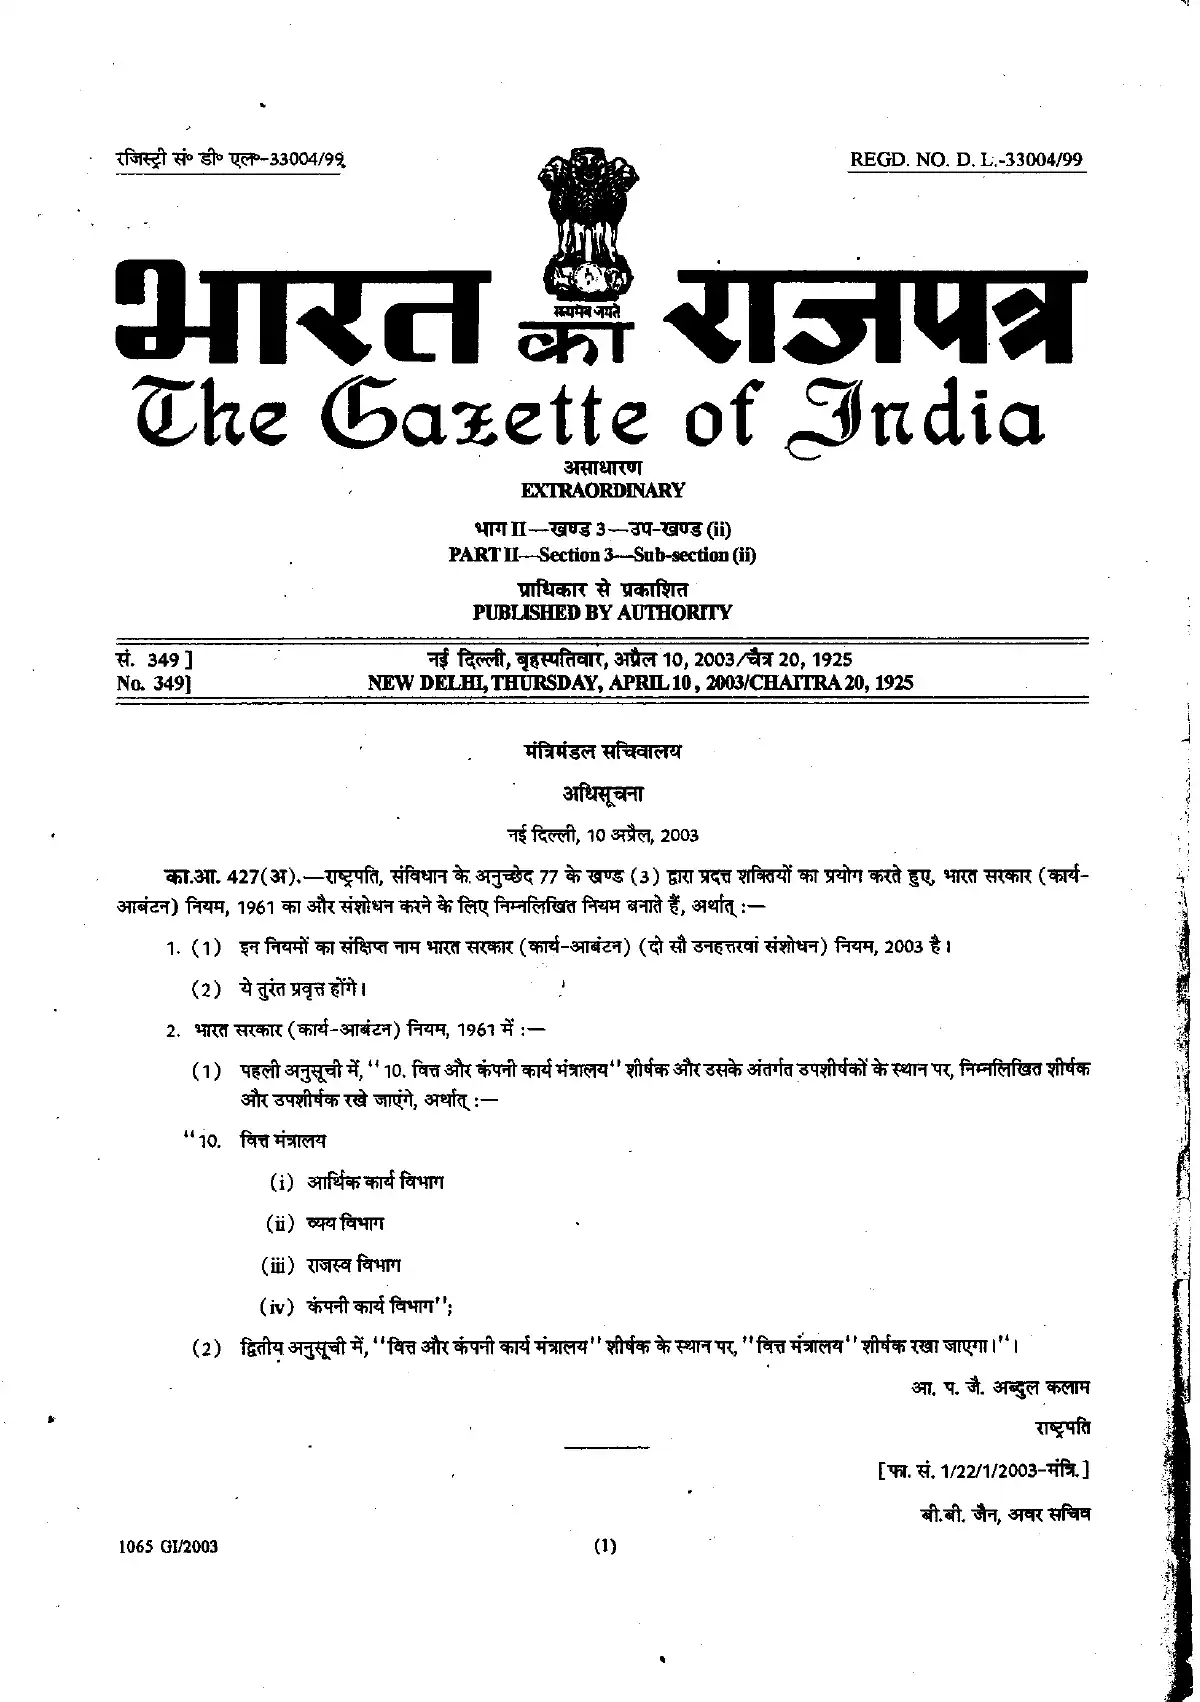 रजिस्ट्री सं० डी० एल०-33004/99
REGD. NO. D. L.-33004/99
सत्यमेव जयते
भारत का राजपत्र
The Gazette of India
असाधारण
EXTRAORDINARY
भाग II—खण्ड 3—उप-खण्ड (ii)
PART II—Section 3—Sub-section (ii)
प्राधिकार से प्रकाशित
PUBLISHED BY AUTHORITY
सं. 349 ]
नई दिल्ली, बृहस्पतिवार, अप्रैल 10, 2003/चैत्र 20, 1925
No. 349]
NEW DELHI, THURSDAY, APRIL 10, 2003/CHAITRA 20, 1925
मंत्रिमंडल सचिवालय
अधिसूचना
नई दिल्ली, 10 अप्रैल, 2003
का.आ. 427(अ).—राष्ट्रपति, संविधान के अनुच्छेद 77 के खण्ड (3) द्वारा प्रदत्त शक्तियों का प्रयोग करते हुए, भारत सरकार (कार्य-
आबंटन) नियम, 1961 का और संशोधन करने के लिए निम्नलिखित नियम बनाते हैं, अर्थात् :—
1. (1) इन नियमों का संक्षिप्त नाम भारत सरकार (कार्य-आबंटन) (दो सौ उनहत्तरवां संशोधन) नियम, 2003 है।
(2) ये तुरंत प्रवृत्त होंगे।
2. भारत सरकार (कार्य-आबंटन) नियम, 1961 में :—
(1) पहली अनुसूची में, "10. वित्त और कंपनी कार्य मंत्रालय" शीर्षक और उसके अंतर्गत उपशीर्षकों के स्थान पर, निम्नलिखित शीर्षक
और उपशीर्षक रखे जाएंगे, अर्थात् :—
"10. वित्त मंत्रालय
(i) आर्थिक कार्य विभाग
(ii) व्यय विभाग
(iii) राजस्व विभाग
(iv) कंपनी कार्य विभाग";
(2) द्वितीय अनुसूची में, "वित्त और कंपनी कार्य मंत्रालय" शीर्षक के स्थान पर, "वित्त मंत्रालय" शीर्षक रखा जाएगा।"।
आ. प. जै. अब्दुल कलाम
राष्ट्रपति
[फा. सं. 1/22/1/2003-मंत्रि.]
बी.बी. जैन, अवर सचिव
1065 GI/2003
(1)